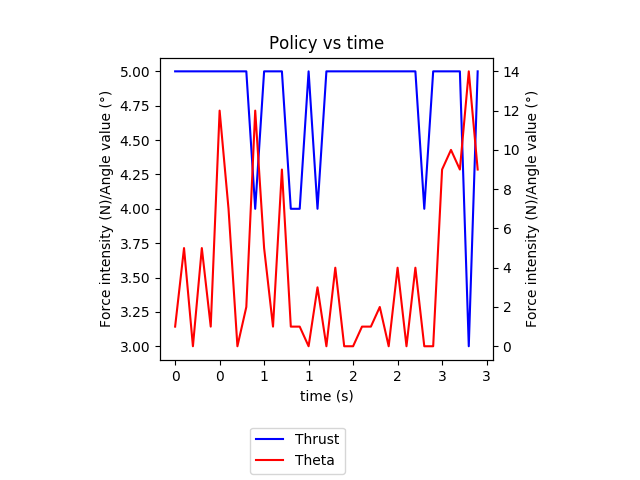 Policy vs time
Force intensity (N)/Angle value (°)
5.00
4.75
4.50
4.25
4.00
3.75
3.50
3.25
3.00
14
12
10
8
6
4
2
0
Force intensity (N)/Angle value (°)
0 0 1 1 2 2 3 3
time (s)
Thrust
Theta